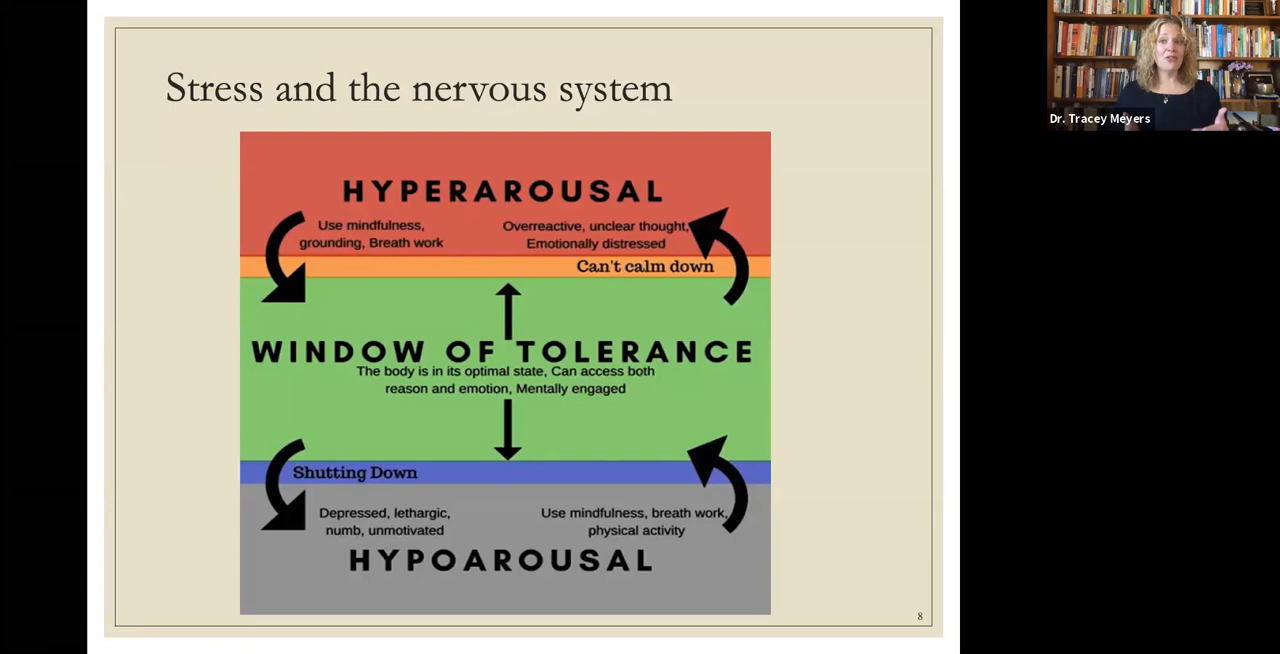 Stress and the nervous system
HYPERAROUSAL
Use mindfulness,
grounding, Breath work
Overreactive, unclear thought,
Emotionally distressed
Can't calm down
WINDOW OF TOLERANCE
The body is in its optimal state, Can access both
reason and emotion, Mentally engaged
Shutting Down
Depressed, lethargic,
numb, unmotivated
Use mindfulness, breath work,
physical activity
HYPOAROUSAL
8
Dr. Tracey Meyers